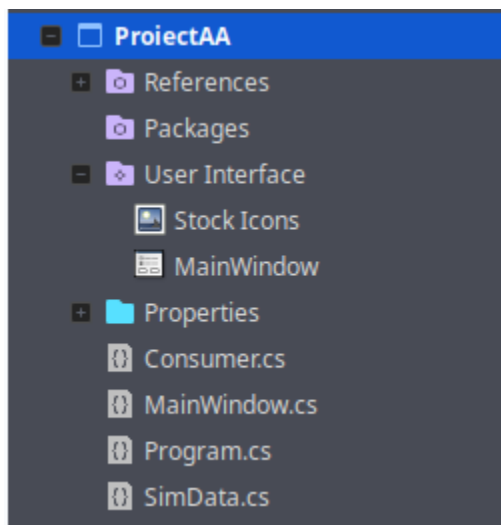 ProiectAA
References
Packages
User Interface
Stock Icons
MainWindow
Properties
Consumer.cs
MainWindow.cs
Program.cs
SimData.cs